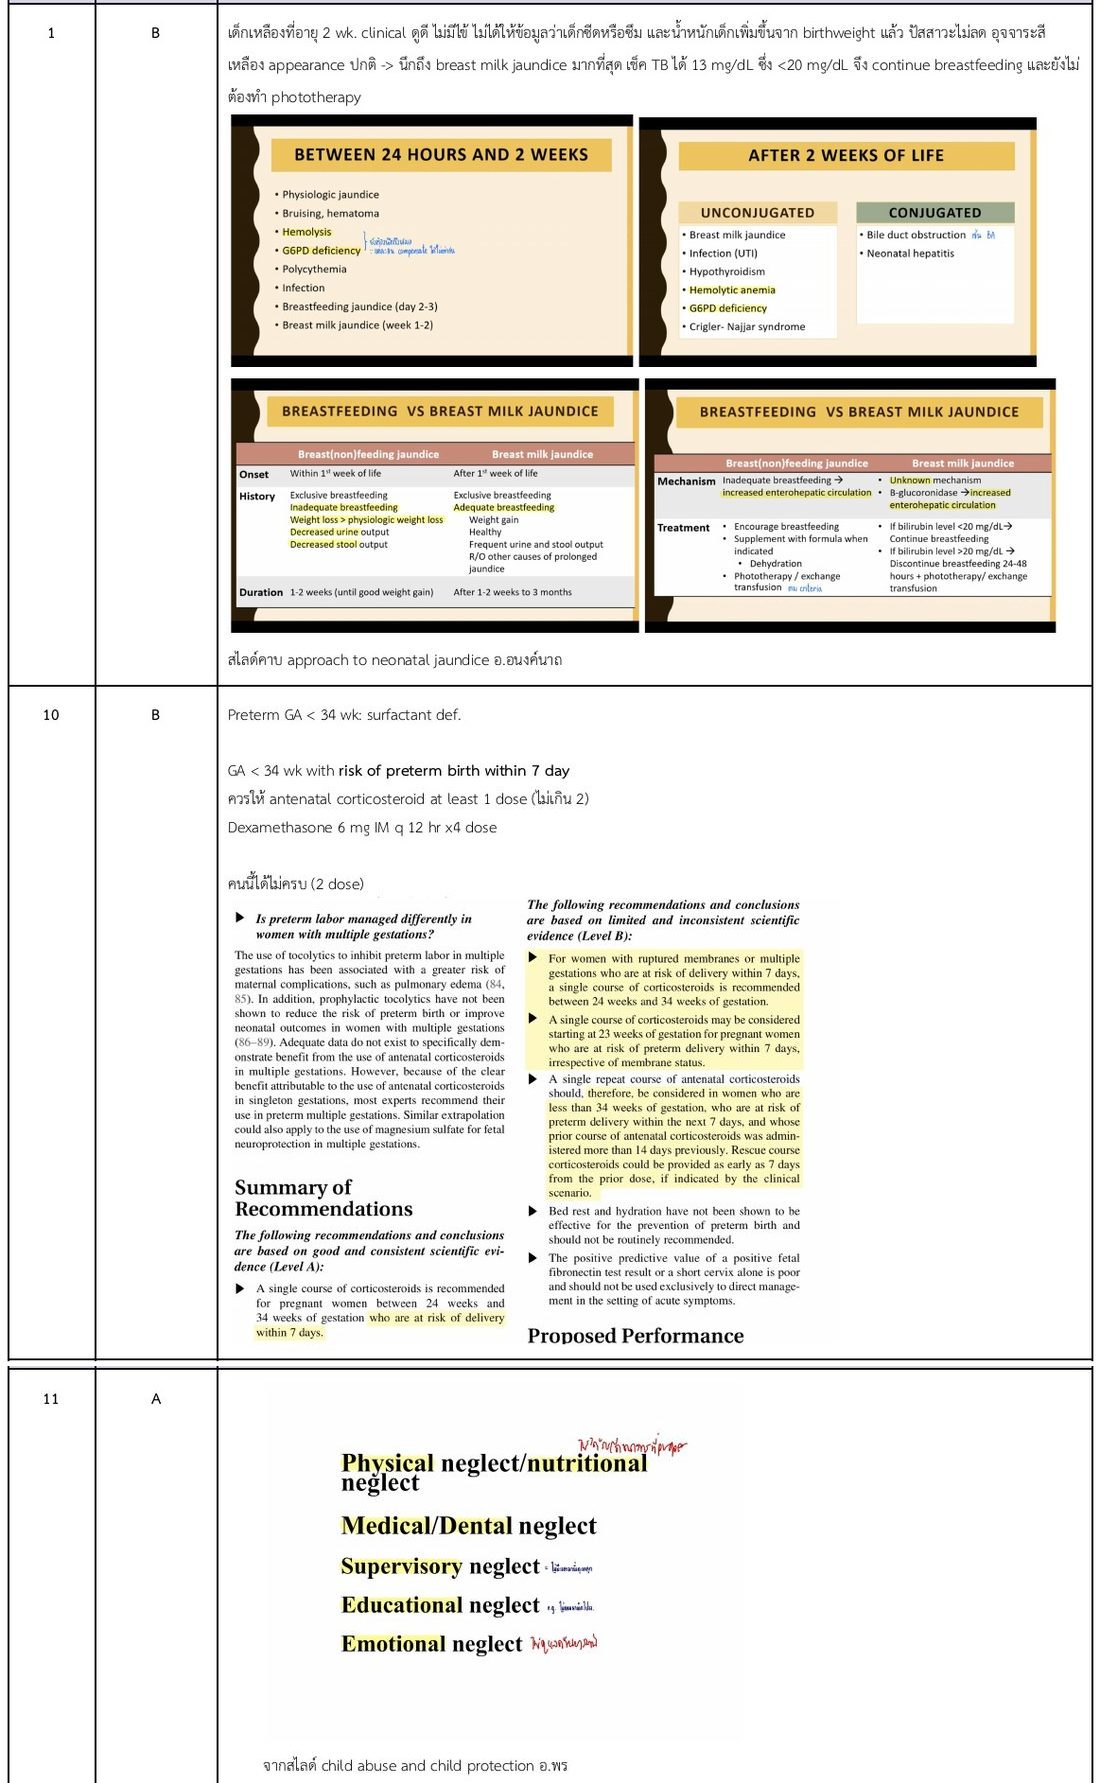 1
B
เด็กเหลืองที่อายุ 2 wk. clinical ดูดี ไม่มีไข้ ไม่ได้ให้ข้อมูลว่าเด็กซีดหรือซึม และน้ำหนักเด็กเพิ่มขึ้นจาก birthweight แล้ว ปัสสาวะไม่ลด อุจจาระสี
เหลือง appearance ปกติ -> นึกถึง breast milk jaundice มากที่สุด เช็ค TB ได้ 13 mg/dL ซึ่ง <20 mg/dL จึง continue breastfeeding และยังไม่
ต้องทำ phototherapy
BETWEEN 24 HOURS AND 2 WEEKS
• Physiologic jaundice
• Bruising, hematoma
• Hemolysis
• G6PD deficiency
• Polycythemia
• Infection
• Breastfeeding jaundice (day 2-3)
• Breast milk jaundice (week 1-2)
AFTER 2 WEEKS OF LIFE
UNCONJUGATED
• Breast milk jaundice
• Infection (UTI)
• Hypothyroidism
• Hemolytic anemia
• G6PD deficiency
• Crigler- Najjar syndrome
CONJUGATED
• Bile duct obstruction
• Neonatal hepatitis
BREASTFEEDING VS BREAST MILK JAUNDICE
Breast(non)feeding jaundice Breast milk jaundice
Onset Within 1st week of life After 1st week of life
History Exclusive breastfeeding Exclusive breastfeeding
Inadequate breastfeeding Adequate breastfeeding
Weight loss > physiologic weight loss Weight gain
Decreased urine output Healthy
Decreased stool output Frequent urine and stool output
R/O other causes of prolonged
jaundice
Duration 1-2 weeks (until good weight gain) After 1-2 weeks to 3 months
BREASTFEEDING VS BREAST MILK JAUNDICE
Breast(non)feeding jaundice Breast milk jaundice
Mechanism Inadequate breastfeeding → • Unknown mechanism
increased enterohepatic circulation • B-glucoronidase →increased
enterohepatic circulation
Treatment • Encourage breastfeeding • If bilirubin level <20 mg/dL→
• Supplement with formula when Continue breastfeeding
indicated • If bilirubin level >20 mg/dL →
• Dehydration Discontinue breastfeeding 24-48
• Phototherapy / exchange hours + phototherapy/ exchange
transfusion ตาม criteria transfusion
สไลด์คาบ approach to neonatal jaundice อ.อนงค์นาถ
10
B
Preterm GA < 34 wk: surfactant def.
GA < 34 wk with risk of preterm birth within 7 day
ควรให้ antenatal corticosteroid at least 1 dose (ไม่เกิน 2)
Dexamethasone 6 mg IM q 12 hr x4 dose
คนนี้ได้ไม่ครบ (2 dose)
▶ Is preterm labor managed differently in
women with multiple gestations?
The use of tocolytics to inhibit preterm labor in multiple
gestations has been associated with a greater risk of
maternal complications, such as pulmonary edema (84,
85). In addition, prophylactic tocolytics have not been
shown to reduce the risk of preterm birth or improve
neonatal outcomes in women with multiple gestations
(86–89). Adequate data do not exist to specifically dem-
onstrate benefit from the use of antenatal corticosteroids
in multiple gestations. However, because of the clear
benefit attributable to the use of antenatal corticosteroids
in singleton gestations, most experts recommend their
use in preterm multiple gestations. Similar extrapolation
could also apply to the use of magnesium sulfate for fetal
neuroprotection in multiple gestations.
Summary of
Recommendations
The following recommendations and conclusions
are based on good and consistent scientific evi-
dence (Level A):
▶ A single course of corticosteroids is recommended
for pregnant women between 24 weeks and
34 weeks of gestation who are at risk of delivery
within 7 days.
The following recommendations and conclusions
are based on limited and inconsistent scientific
evidence (Level B):
▶ For women with ruptured membranes or multiple
gestations who are at risk of delivery within 7 days,
a single course of corticosteroids is recommended
between 24 weeks and 34 weeks of gestation.
▶ A single course of corticosteroids may be considered
starting at 23 weeks of gestation for pregnant women
who are at risk of preterm delivery within 7 days,
irrespective of membrane status.
▶ A single repeat course of antenatal corticosteroids
should, therefore, be considered in women who are
less than 34 weeks of gestation, who are at risk of
preterm delivery within the next 7 days, and whose
prior course of antenatal corticosteroids was admin-
istered more than 14 days previously. Rescue course
corticosteroids could be provided as early as 7 days
from the prior dose, if indicated by the clinical
scenario.
▶ Bed rest and hydration have not been shown to be
effective for the prevention of preterm birth and
should not be routinely recommended.
▶ The positive predictive value of a positive fetal
fibronectin test result or a short cervix alone is poor
and should not be used exclusively to direct manage-
ment in the setting of acute symptoms.
Proposed Performance
11
A
Physical neglect/nutritional
neglect
Medical/Dental neglect
Supervisory neglect
Educational neglect e.g.
Emotional neglect
จากสไลด์ child abuse and child protection อ.พร